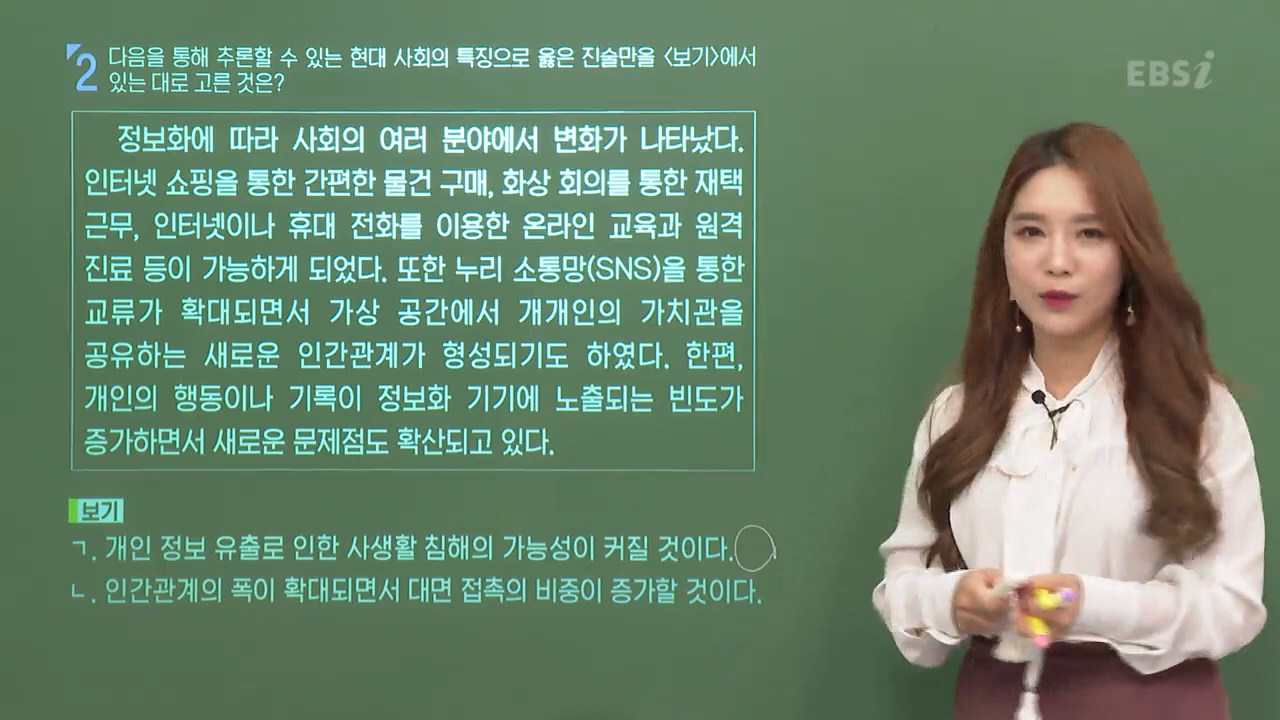 EBSi
2 다음을 통해 추론할 수 있는 현대 사회의 특징으로 옳은 진술만을 <보기>에서
있는 대로 고른 것은?
정보화에 따라 사회의 여러 분야에서 변화가 나타났다.
인터넷 쇼핑을 통한 간편한 물건 구매, 화상 회의를 통한 재택
근무, 인터넷이나 휴대 전화를 이용한 온라인 교육과 원격
진료 등이 가능하게 되었다. 또한 누리 소통망(SNS)을 통한
교류가 확대되면서 가상 공간에서 개개인의 가치관을
공유하는 새로운 인간관계가 형성되기도 하였다. 한편,
개인의 행동이나 기록이 정보화 기기에 노출되는 빈도가
증가하면서 새로운 문제점도 확산되고 있다.
보기
ㄱ. 개인 정보 유출로 인한 사생활 침해의 가능성이 커질 것이다.
ㄴ. 인간관계의 폭이 확대되면서 대면 접촉의 비중이 증가할 것이다.